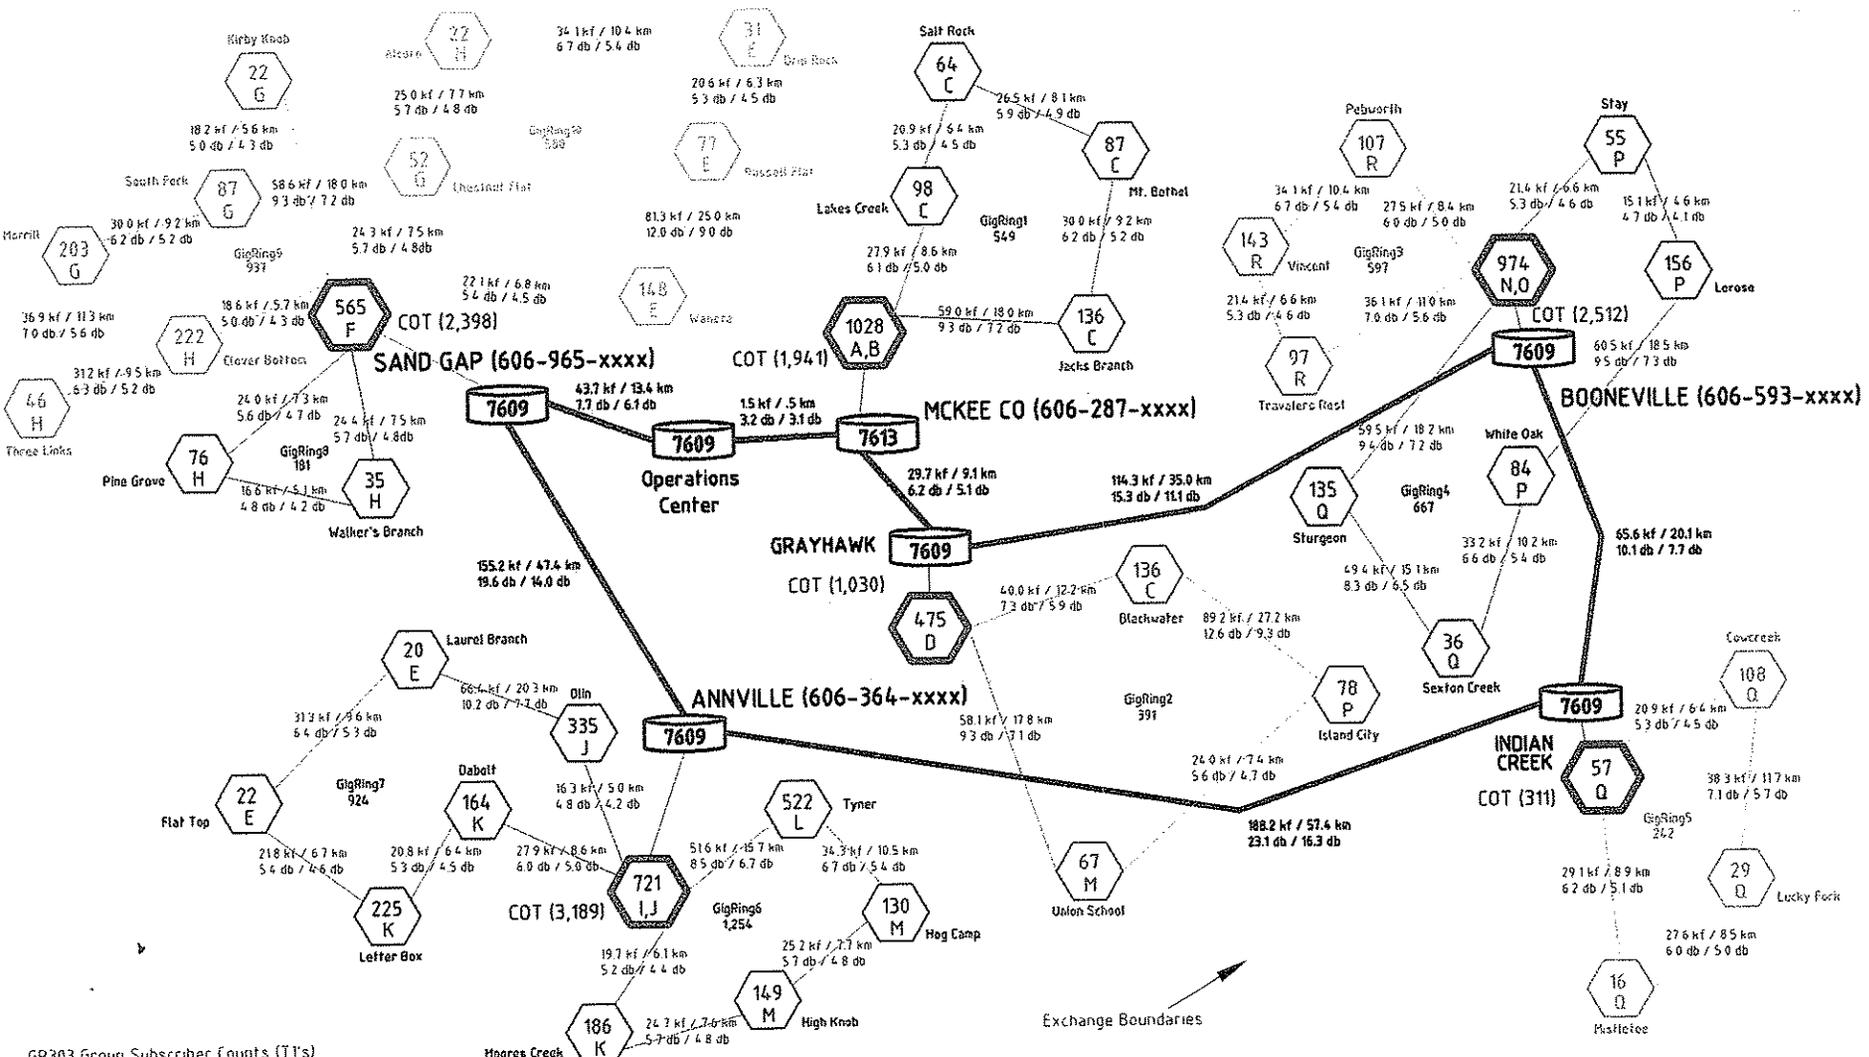 Kirby Knob
22
G
18.2 kf / 5.6 km
5.0 db / 4.3 db
Alcorn
22
H
25.0 kf / 7.7 km
5.7 db / 4.8 db
34.1 kf / 10.4 km
6.7 db / 5.4 db
31
E
Drip Rock
20.6 kf / 6.3 km
5.3 db / 4.5 db
GigRing10
52
G
Chestnut Flat
77
E
Russell Flat
81.3 kf / 25.0 km
12.0 db / 9.0 db
148
E
Waneta
South Fork
87
G
58.6 kf / 18.0 km
9.3 db / 7.2 db
Morrill
203
G
30.0 kf / 9.2 km
6.2 db / 5.2 db
24.3 kf / 7.5 km
5.7 db / 4.8db
GigRing9
937
22.1 kf / 6.8 km
5.4 db / 4.5 db
36.9 kf / 11.3 km
7.0 db / 5.6 db
18.6 kf / 5.7 km
5.0 db / 4.3 db
222
H
Clover Bottom
565
F
COT (2,398)
SAND GAP (606-965-xxxx)
31.2 kf / 9.5 km
6.3 db / 5.2 db
46
H
Three Links
24.0 kf / 7.3 km
5.6 db / 4.7 db
24.4 kf / 7.5 km
5.7 db / 4.8db
Pine Grove
76
H
GigRing8
181
35
H
16.6 kf / 5.1 km
4.8 db / 4.2 db
Walker's Branch
7609
43.7 kf / 13.4 km
7.7 db / 6.1 db
7609
Operations
Center
1.5 kf / .5 km
3.2 db / 3.1 db
7613
MCKEE CO (606-287-xxxx)
Salt Rock
64
C
26.5 kf / 8.1 km
5.9 db / 4.9 db
20.9 kf / 6.4 km
5.3 db / 4.5 db
87
C
Mt. Bethel
98
C
Lakes Creek
GigRing1
549
30.0 kf / 9.2 km
6.2 db / 5.2 db
27.9 kf / 8.6 km
6.1 db / 5.0 db
1028
A,B
COT (1,941)
59.0 kf / 18.0 km
9.3 db / 7.2 db
136
C
Jacks Branch
Pebworth
107
R
34.1 kf / 10.4 km
6.7 db / 5.4 db
27.5 kf / 8.4 km
6.0 db / 5.0 db
143
R
Vincent
GigRing3
597
21.4 kf / 6.6 km
5.3 db / 4.6 db
36.1 kf / 11.0 km
7.0 db / 5.6 db
97
R
Travelers Rest
Stay
55
P
21.4 kf / 6.6 km
5.3 db / 4.6 db
15.1 kf / 4.6 km
4.7 db / 4.1 db
974
N,O
COT (2,512)
156
P
Lerose
7609
60.5 kf / 18.5 km
9.5 db / 7.3 db
BOONEVILLE (606-593-xxxx)
59.5 kf / 18.2 km
9.4 db / 7.2 db
White Oak
84
P
135
Q
Sturgeon
GigRing4
667
33.2 kf / 10.2 km
6.6 db / 5.4 db
49.4 kf / 15.1 km
8.3 db / 6.5 db
36
Q
Sexton Creek
29.7 kf / 9.1 km
6.2 db / 5.1 db
114.3 kf / 35.0 km
15.3 db / 11.1 db
65.6 kf / 20.1 km
10.1 db / 7.7 db
GRAYHAWK
7609
COT (1,030)
475
D
40.0 kf / 12.2 km
7.3 db / 5.9 db
136
C
Blackwater
89.2 kf / 27.2 km
12.6 db / 9.3 db
78
P
Island City
GigRing2
391
58.1 kf / 17.8 km
9.3 db / 7.1 db
24.0 kf / 7.4 km
5.6 db / 4.7 db
67
M
Union School
155.2 kf / 47.4 km
19.6 db / 14.0 db
ANNVILLE (606-364-xxxx)
7609
188.2 kf / 57.4 km
23.1 db / 16.3 db
7609
INDIAN
CREEK
57
Q
COT (311)
20.9 kf / 6.4 km
5.3 db / 4.5 db
Cowcreek
108
Q
38.3 kf / 11.7 km
7.1 db / 5.7 db
GigRing5
242
29
Q
Lucky Fork
29.1 kf / 8.9 km
6.2 db / 5.1 db
27.6 kf / 8.5 km
6.0 db / 5.0 db
16
Q
Mistletoe
Laurel Branch
20
E
66.4 kf / 20.3 km
10.2 db / 7.7 db
Olin
335
J
31.3 kf / 9.6 km
6.4 db / 5.3 db
Flat Top
22
E
GigRing7
924
Dabolt
164
K
16.3 kf / 5.0 km
4.8 db / 4.2 db
21.8 kf / 6.7 km
5.4 db / 4.6 db
20.8 kf / 6.4 km
5.3 db / 4.5 db
27.9 kf / 8.6 km
6.0 db / 5.0 db
225
K
Letter Box
721
I,J
COT (3,189)
GigRing6
1,254
51.6 kf / 15.7 km
8.5 db / 6.7 db
522
L
Tyner
34.3 kf / 10.5 km
6.7 db / 5.4 db
130
M
Hog Camp
25.2 kf / 7.7 km
5.7 db / 4.8 db
149
M
High Knob
19.7 kf / 6.1 km
5.2 db / 4.4 db
186
K
Moores Creek
24.7 kf / 7.6 km
5.7 db / 4.8 db
Exchange Boundaries
GR303 Group Subscriber Counts (T1's)